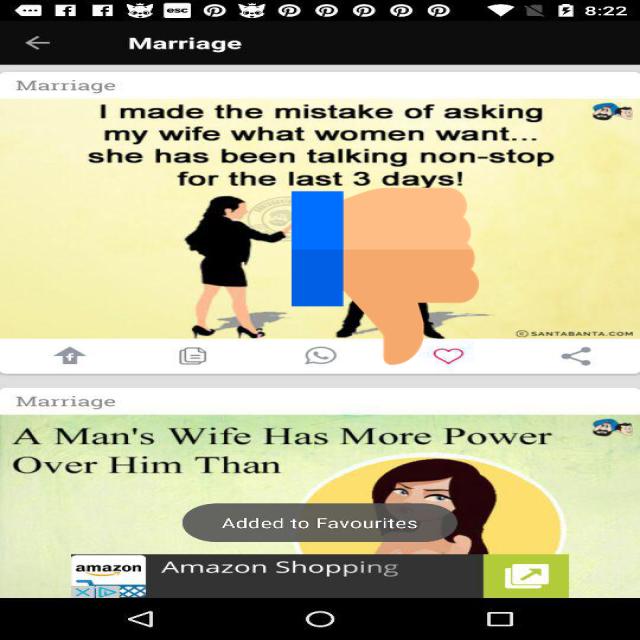 esc
8:22
Marriage
Marriage
I made the mistake of asking
my wife what women want...
she has been talking non-stop
for the last 3 days!
© SANTABANTA.COM
Marriage
A Man's Wife Has More Power
Over Him Than
Added to Favourites
amazon
Amazon Shopping